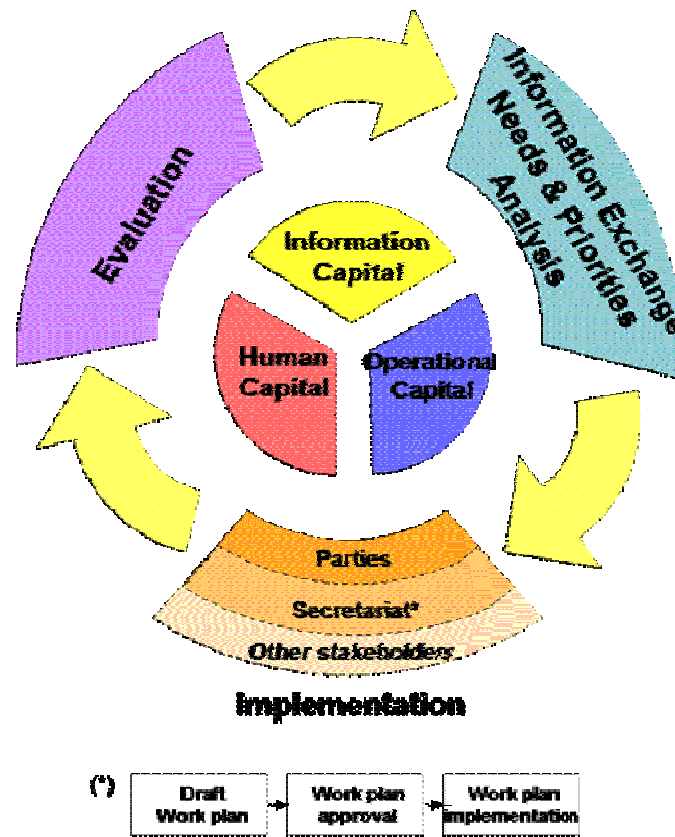 Evaluation
Information Exchange
Needs & Priorities
Analysis
Information
Capital
Human
Capital
Operational
Capital
Parties
Secretariat*
Other stakeholders
Implementation
(*)
Draft
Work plan
Work plan
approval
Work plan
implementation